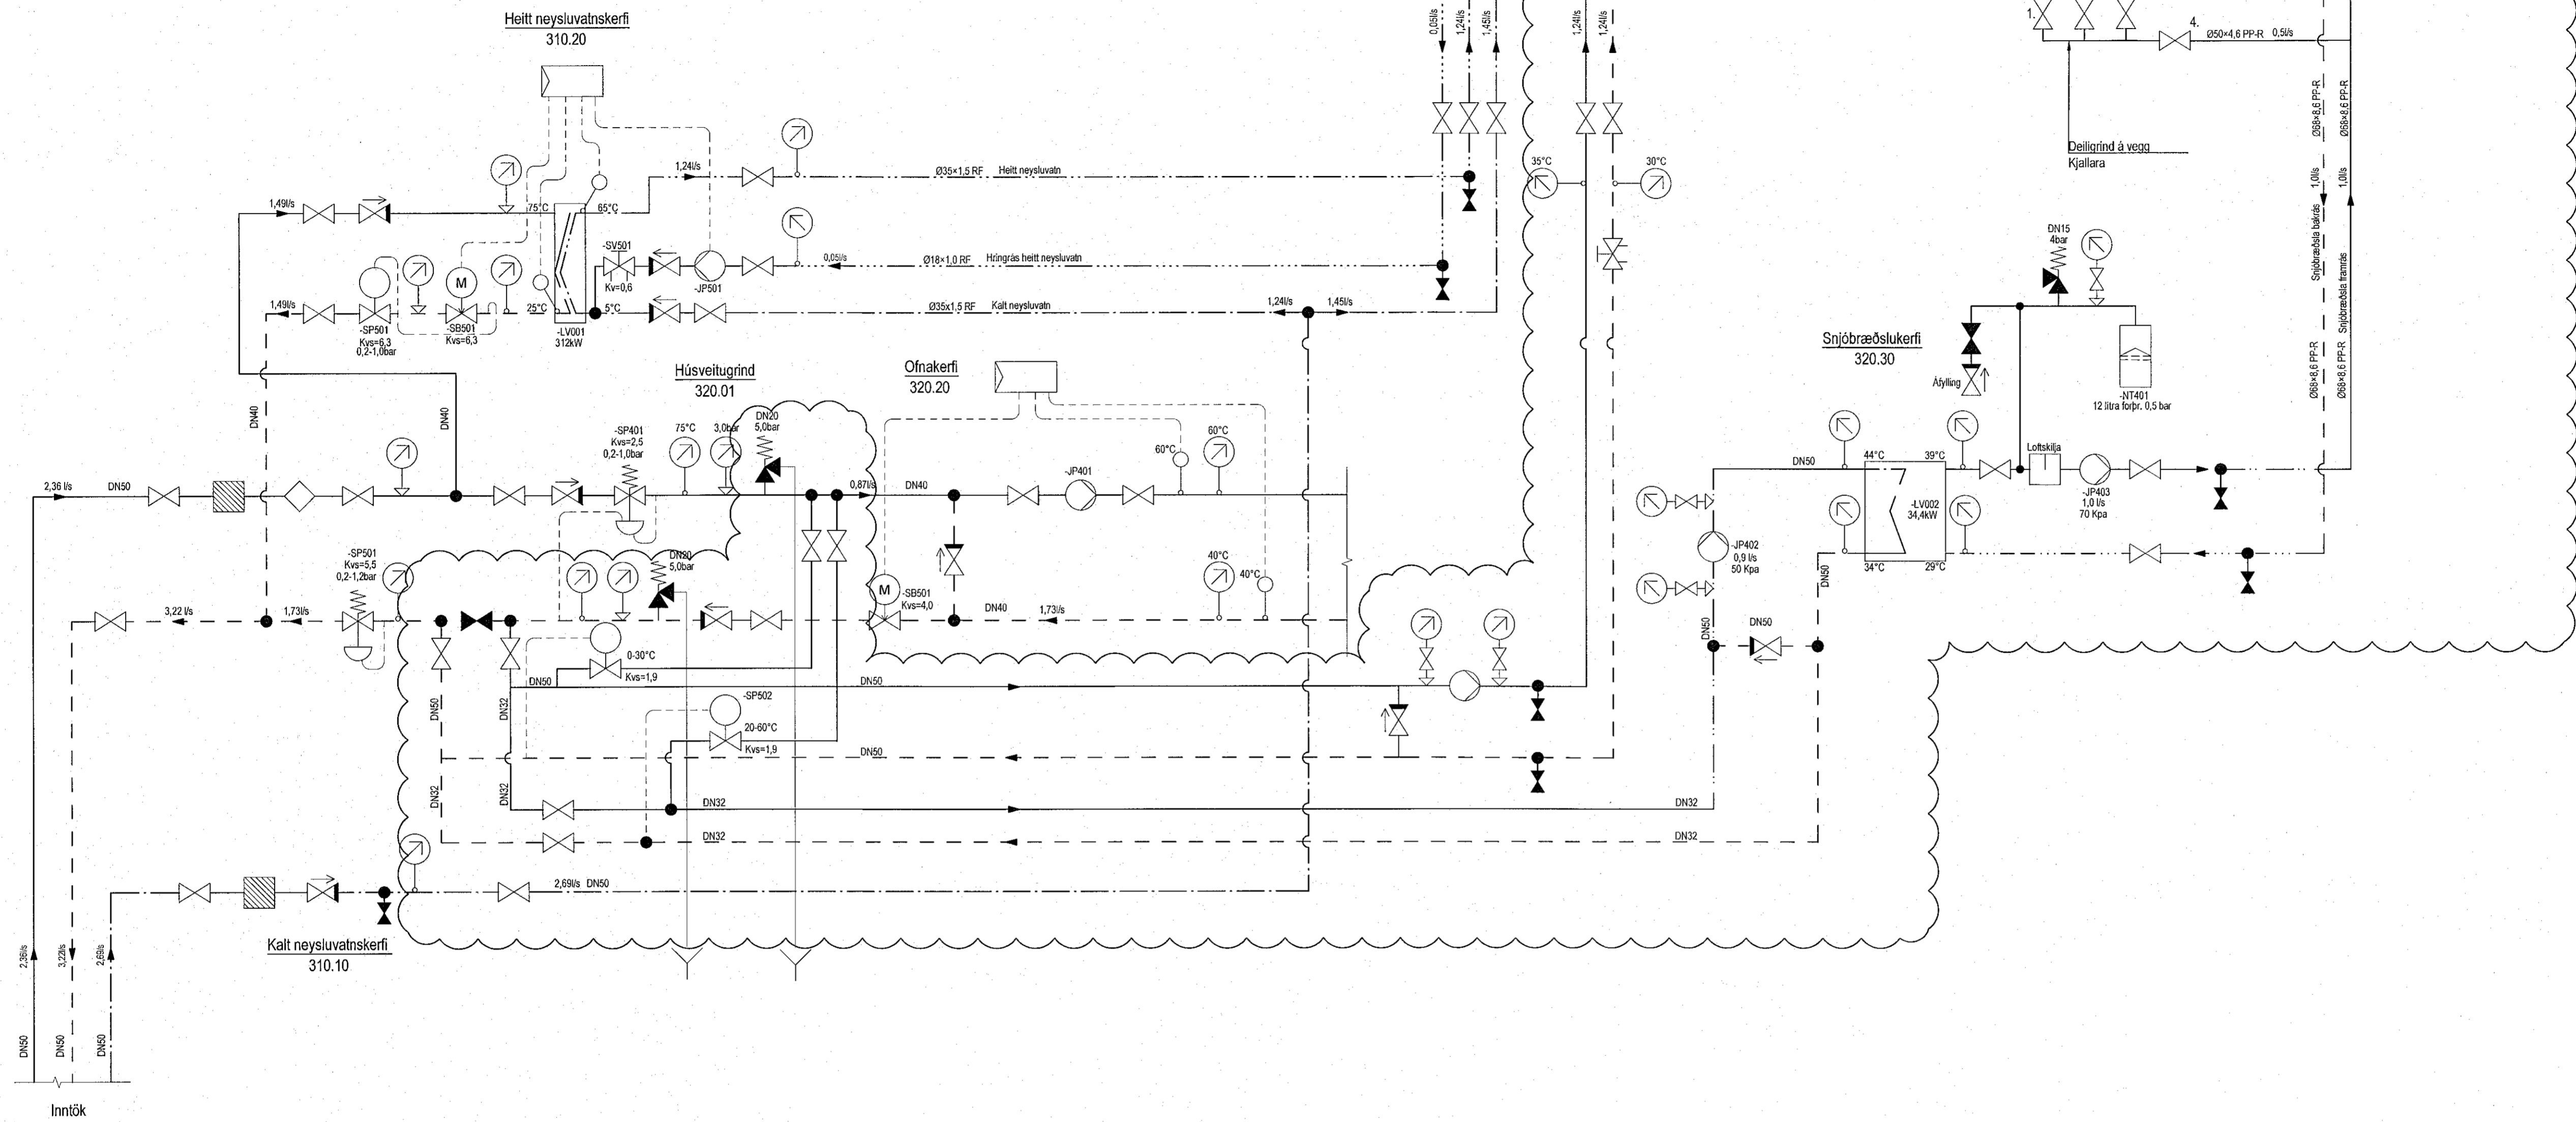 Heitt neysluvatnskerfi
310.20
1,49l/s
75°C
65°C
1,24l/s
Ø35×1,5 RF Heitt neysluvatn
-SV501
Kv=0,6
-JP501
0,05l/s
Ø18×1,0 RF Hringrás heitt neysluvatn
M
1,49l/s
-SP501
Kvs=6,3
0,2-1,0bar
-SB501
Kvs=6,3
25°C
5°C
-LV001
312kW
Ø35x1,5 RF Kalt neysluvatn
1,24l/s
1,45l/s
0,05l/s
1,24l/s
1,45l/s
1,24l/s
1,24l/s
35°C
30°C
1.
4.
Ø50×4,6 PP-R 0,5l/s
Deiligrind á vegg
Kjallara
Ø68×8,6 PP-R
Snjóbræðsla bakrás 1,0l/s
Ø68×8,6 PP-R
Ø68×8,6 PP-R
Snjóbræðsla framrás 1,0l/s
Ø68×8,6 PP-R
DN15
4bar
Snjóbræðslukerfi
320.30
Áfylling
-NT401
12 lítra forþr. 0,5 bar
DN50
44°C
39°C
Loftskilja
-JP403
1,0 l/s
70 Kpa
-LV002
34,4kW
34°C
29°C
-JP402
0,9 l/s
50 Kpa
DN50
DN50
DN50
Húsveitugrind
320.01
Ofnakerfi
320.20
DN40
DN40
-SP401
Kvs=2,5
0,2-1,0bar
75°C
3,0bar
DN20
5,0bar
2,36 l/s
DN50
0,87l/s
DN40
-JP401
60°C
60°C
-SP501
Kvs=5,5
0,2-1,2bar
DN20
5,0bar
M
-SB501
Kvs=4,0
40°C
40°C
3,22 l/s
1,73l/s
DN40
1,73l/s
0-30°C
Kvs=1,9
DN50
DN50
DN50
DN32
-SP502
20-60°C
Kvs=1,9
DN50
DN32
DN32
DN32
DN32
DN32
DN32
2,69l/s DN50
Kalt neysluvatnskerfi
310.10
2,36l/s
3,22l/s
2,69l/s
DN50
DN50
DN50
Inntök